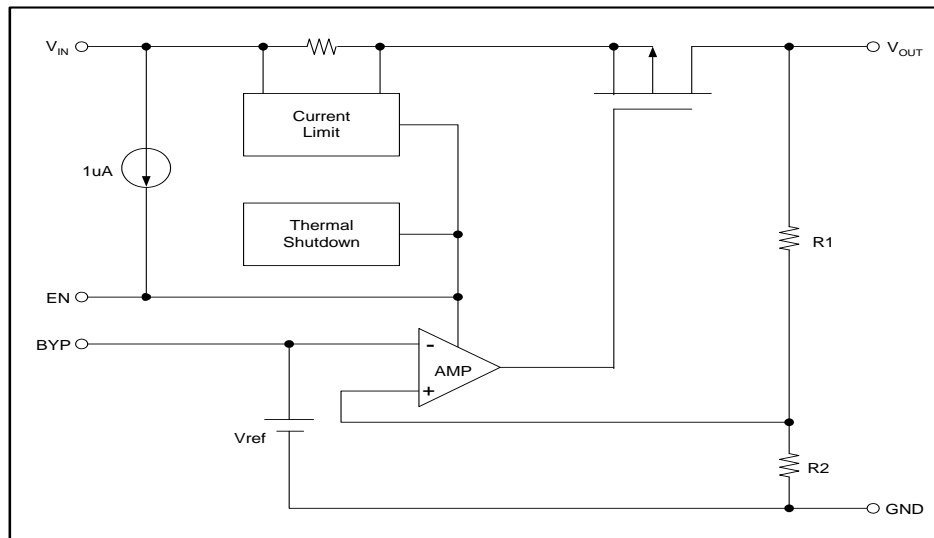 VIN
VOUT
Current
Limit
1uA
Thermal
Shutdown
R1
EN
BYP
-
AMP
+
Vref
R2
GND